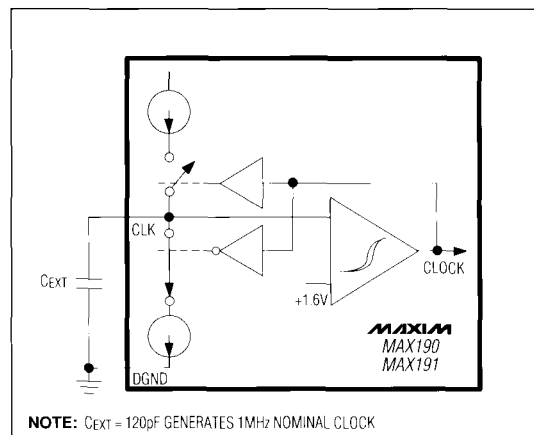 CLK
CEXT
CLOCK
+1.6V
MAXIM
MAX190
MAX191
DGND
NOTE: CEXT = 120pF GENERATES 1MHz NOMINAL CLOCK